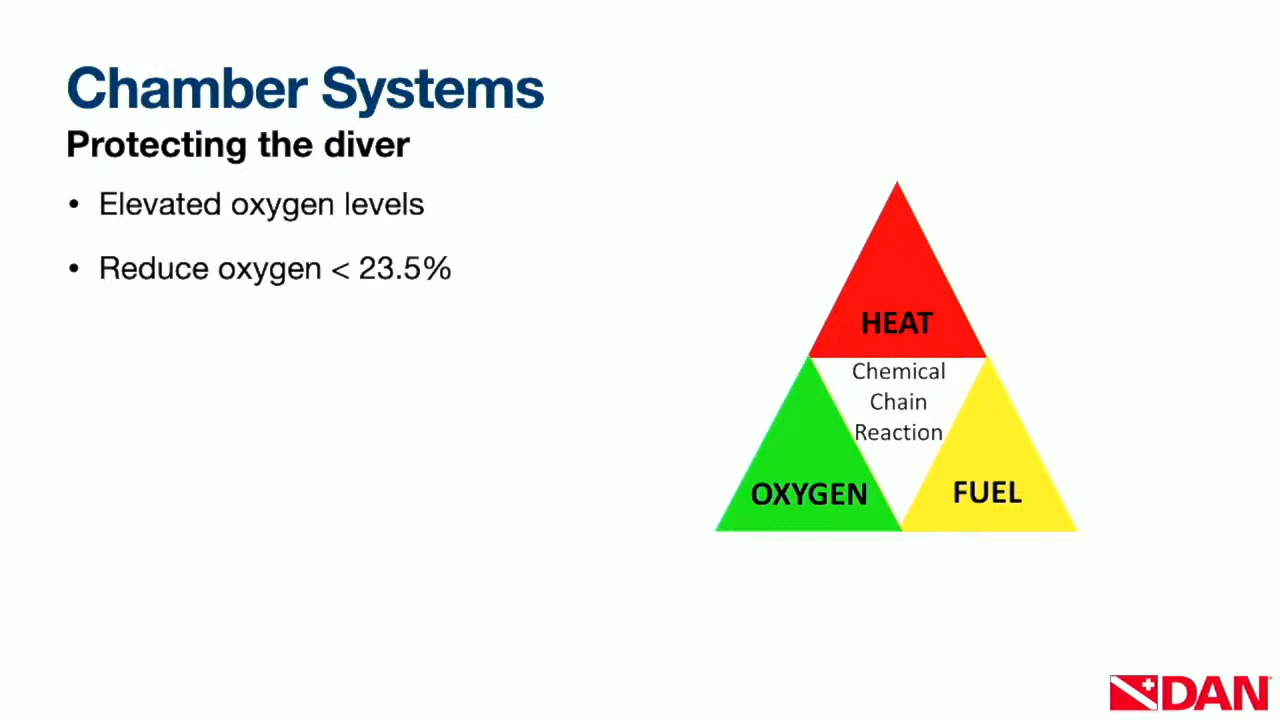 Chamber Systems
Protecting the diver
• Elevated oxygen levels
• Reduce oxygen < 23.5%
HEAT
Chemical
Chain
Reaction
OXYGEN
FUEL
DAN